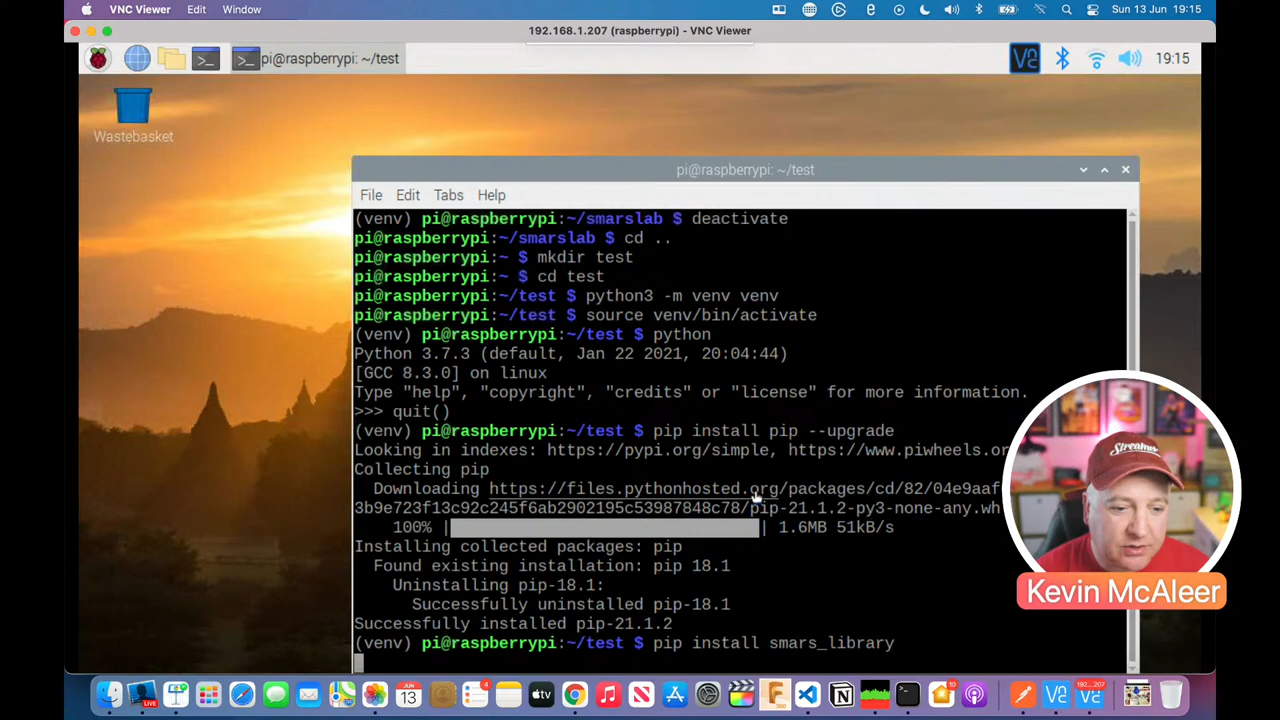 VNC Viewer Edit Window Sun 13 Jun 19:15
192.168.1.207 (raspberrypi) - VNC Viewer
pi@raspberrypi: ~/test 19:15
Wastebasket
pi@raspberrypi: ~/test
File Edit Tabs Help
(venv) pi@raspberrypi:~/smarslab $ deactivate
pi@raspberrypi:~/smarslab $ cd ..
pi@raspberrypi:~ $ mkdir test
pi@raspberrypi:~ $ cd test
pi@raspberrypi:~/test $ python3 -m venv venv
pi@raspberrypi:~/test $ source venv/bin/activate
(venv) pi@raspberrypi:~/test $ python
Python 3.7.3 (default, Jan 22 2021, 20:04:44)
[GCC 8.3.0] on linux
Type "help", "copyright", "credits" or "license" for more information.
>>> quit()
(venv) pi@raspberrypi:~/test $ pip install pip --upgrade
Looking in indexes: https://pypi.org/simple, https://www.piwheels.or
Collecting pip
Downloading https://files.pythonhosted.org/packages/cd/82/04e9aaf
3b9e723f13c92c245f6ab2902195c53987848c78/pip-21.1.2-py3-none-any.wh
100% | | 1.6MB 51kB/s
Installing collected packages: pip
Found existing installation: pip 18.1
Uninstalling pip-18.1:
Successfully uninstalled pip-18.1
Successfully installed pip-21.1.2
(venv) pi@raspberrypi:~/test $ pip install smars_library
Streamer
Kevin McAleer